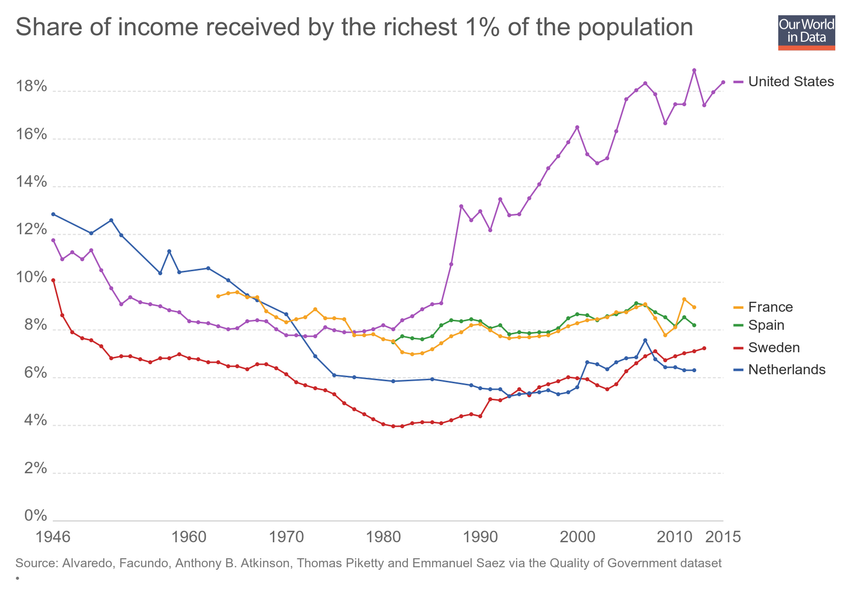 Share of income received by the richest 1% of the population
Our World
in Data
18%
16%
14%
12%
10%
8%
6%
4%
2%
0%
United States
France
Spain
Sweden
Netherlands
1946 1960 1970 1980 1990 2000 2010 2015
Source: Alvaredo, Facundo, Anthony B. Atkinson, Thomas Piketty and Emmanuel Saez via the Quality of Government dataset
•